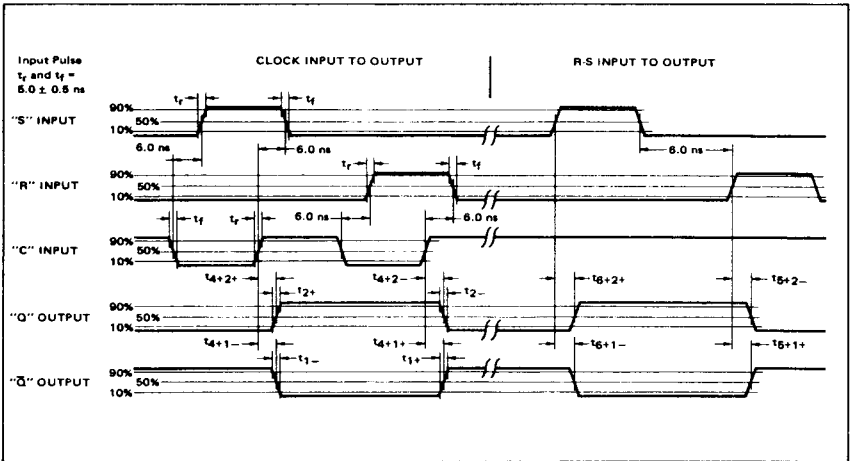 Input Pulse
tr and tf =
5.0 ± 0.5 ns
CLOCK INPUT TO OUTPUT
R-S INPUT TO OUTPUT
tr
tf
90%
50%
10%
"S" INPUT
6.0 ns
6.0 ns
6.0 ns
tr
tf
90%
50%
10%
"R" INPUT
tf
tr
6.0 ns
6.0 ns
90%
50%
10%
"C" INPUT
t4+2+
t4+2−
t6+2+
t5+2−
t2+
t2−
90%
50%
10%
"Q" OUTPUT
t4+1−
t4+1+
t6+1−
t5+1+
t1−
t1+
90%
50%
10%
"Q̅" OUTPUT